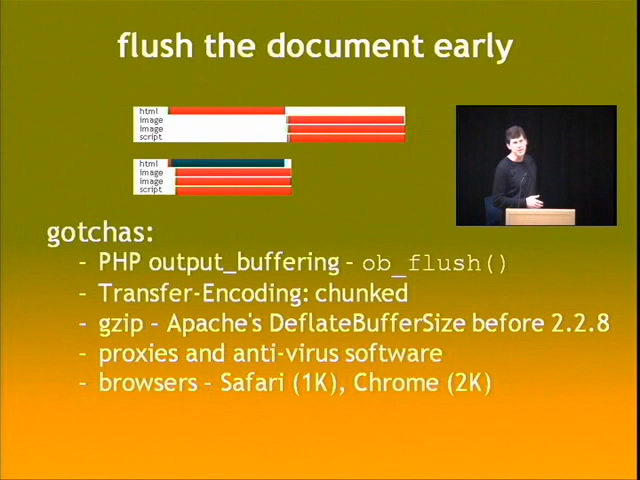 flush the document early
html
image
image
script
html
image
image
script
gotchas:
– PHP output_buffering – ob_flush()
– Transfer-Encoding: chunked
– gzip – Apache's DeflateBufferSize before 2.2.8
– proxies and anti-virus software
– browsers – Safari (1K), Chrome (2K)